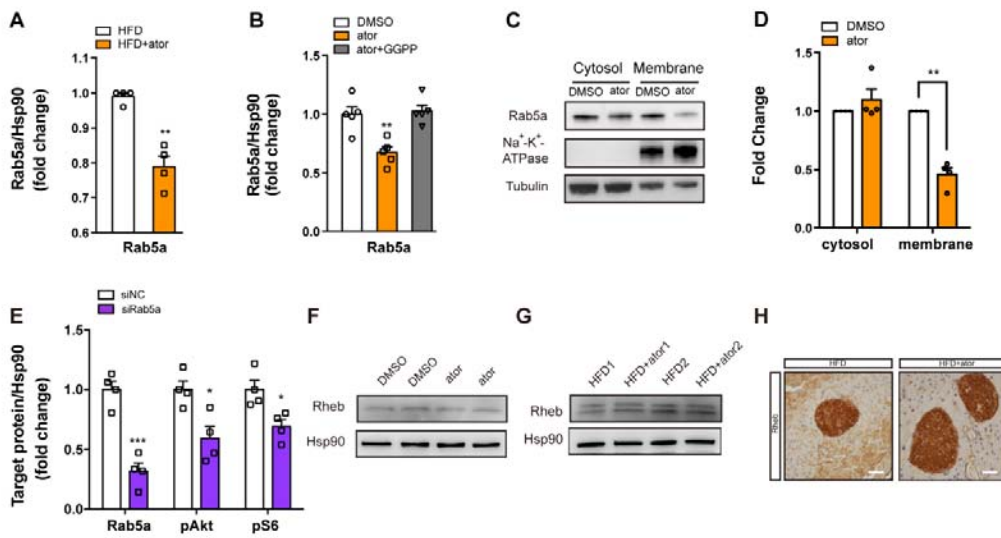 A
HFD
HFD+ator
Rab5a/Hsp90
(fold change)
1.0
0.9
0.8
0.7
0.6
**
Rab5a
B
DMSO
ator
ator+GGPP
Rab5a/Hsp90
(fold change)
1.5
1.0
0.5
0.0
**
Rab5a
C
Cytosol Membrane
DMSO ator DMSO ator
Rab5a
Na+-K+-
ATPase
Tubulin
D
DMSO
ator
Fold Change
1.5
1.0
0.5
0.0
**
cytosol membrane
E
siNC
siRab5a
Target protein/Hsp90
(fold change)
1.5
1.0
0.5
0.0
***
*
*
Rab5a pAkt pS6
F
DMSO DMSO ator ator
Rheb
Hsp90
G
HFD1 HFD+ator1 HFD2 HFD+ator2
Rheb
Hsp90
H
HFD HFD+ator
Rheb